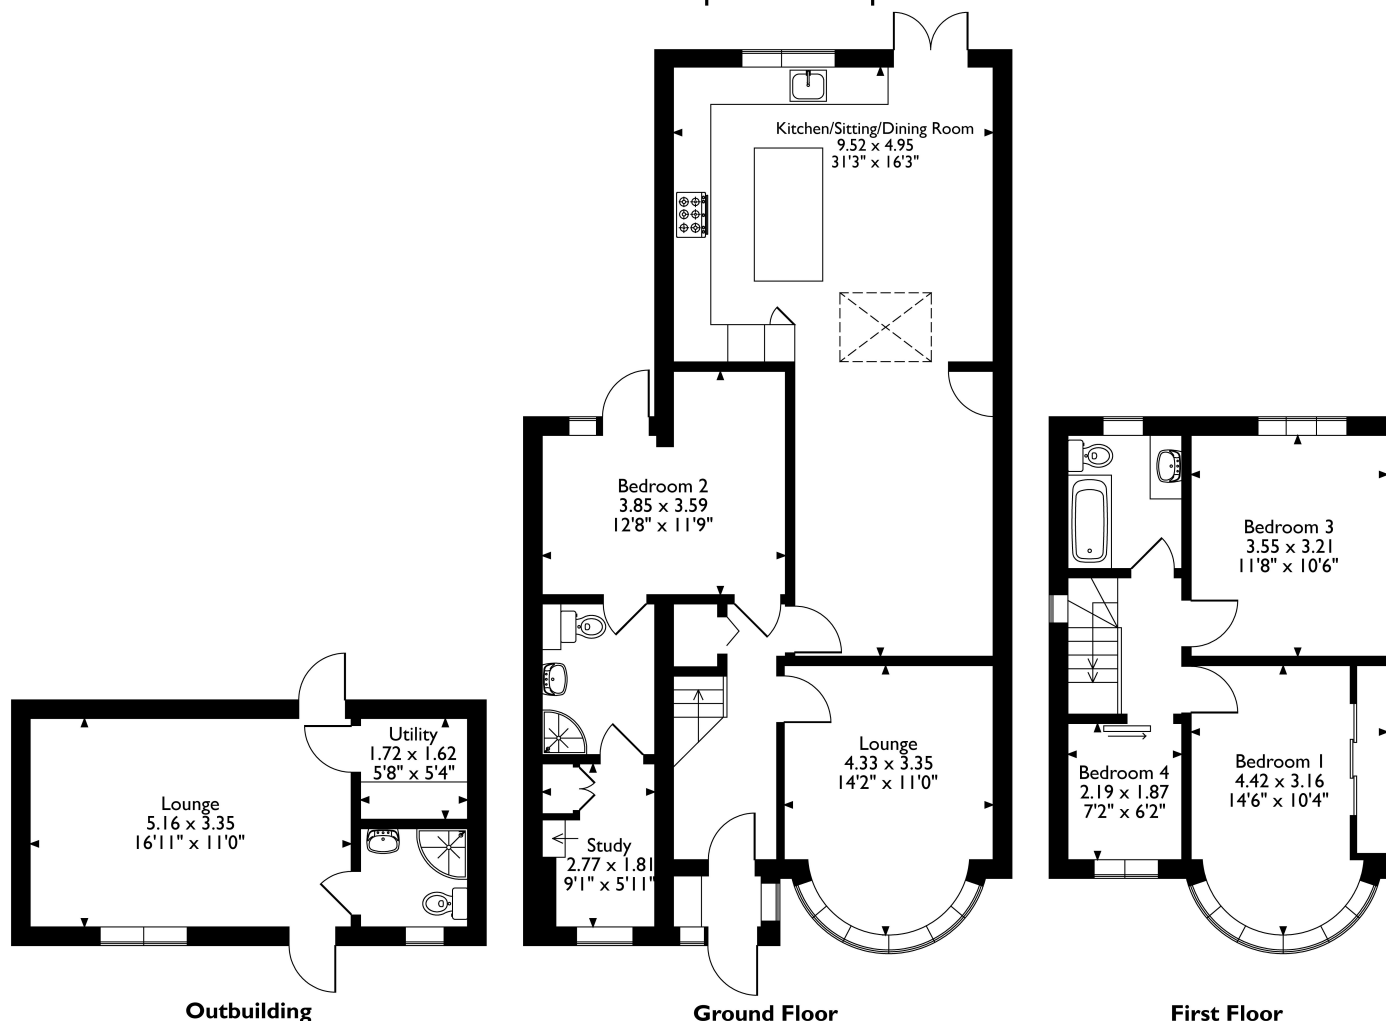 Kitchen/Sitting/Dining Room
9.52 x 4.95
31'3" x 16'3"
Bedroom 2
3.85 x 3.59
12'8" x 11'9"
Bedroom 3
3.55 x 3.21
11'8" x 10'6"
Utility
1.72 x 1.62
5'8" x 5'4"
Lounge
5.16 x 3.35
16'11" x 11'0"
Study
2.77 x 1.81
9'1" x 5'11"
Lounge
4.33 x 3.35
14'2" x 11'0"
Bedroom 4
2.19 x 1.87
7'2" x 6'2"
Bedroom 1
4.42 x 3.16
14'6" x 10'4"
Outbuilding
Ground Floor
First Floor